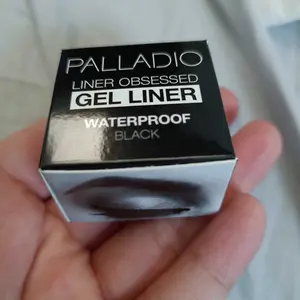 PALLADIO
LINER OBSESSED
GEL LINER
WATERPROOF
BLACK